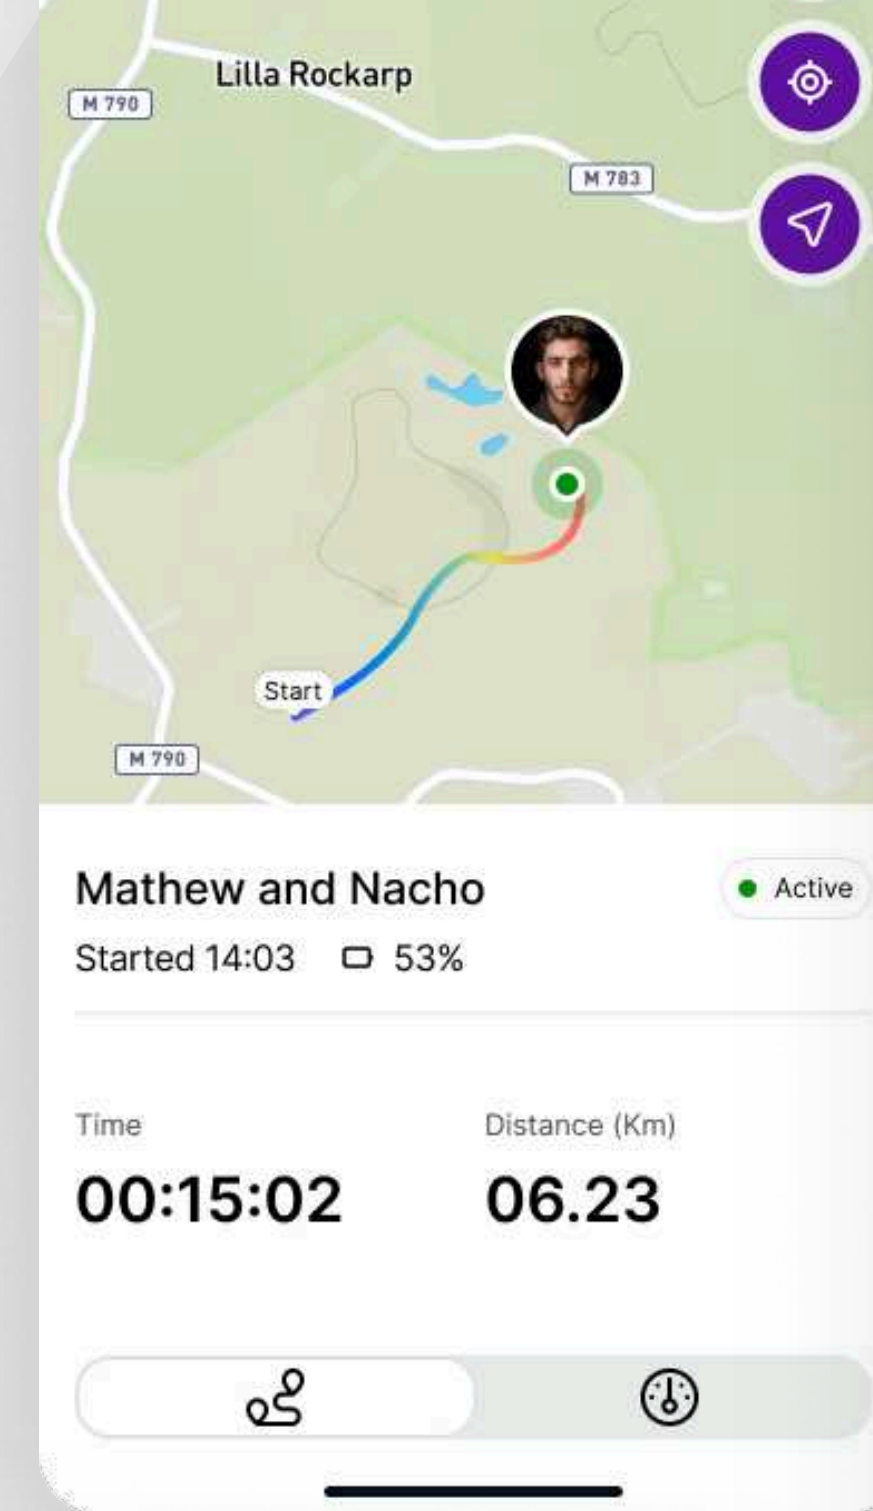 Lilla Rockarp
M 790
M 783
Start
M 790
Mathew and Nacho
Active
Started 14:03 53%
Time
Distance (Km)
00:15:02
06.23